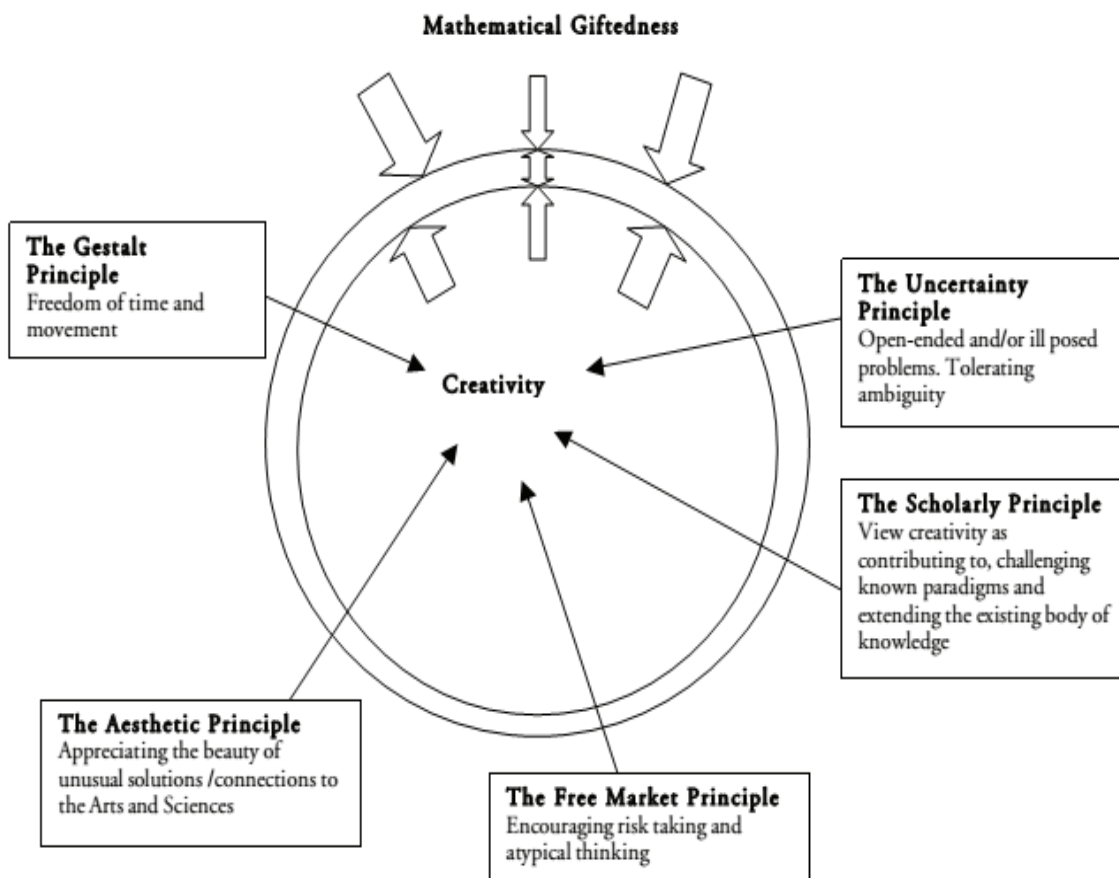 Mathematical Giftedness
The Gestalt
Principle
Freedom of time and
movement
The Uncertainty
Principle
Open-ended and/or ill posed
problems. Tolerating
ambiguity
Creativity
The Scholarly Principle
View creativity as
contributing to, challenging
known paradigms and
extending the existing body of
knowledge
The Aesthetic Principle
Appreciating the beauty of
unusual solutions /connections to
the Arts and Sciences
The Free Market Principle
Encouraging risk taking and
atypical thinking